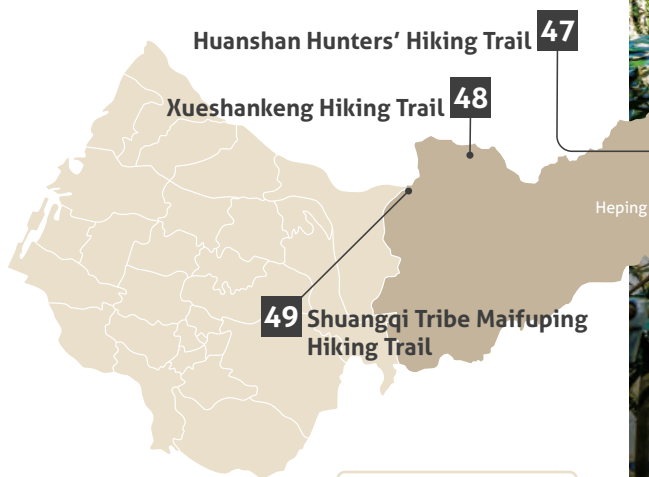 Huanshan Hunters' Hiking Trail 47
Xueshankeng Hiking Trail 48
Heping
49 Shuangqi Tribe Maifuping
Hiking Trail